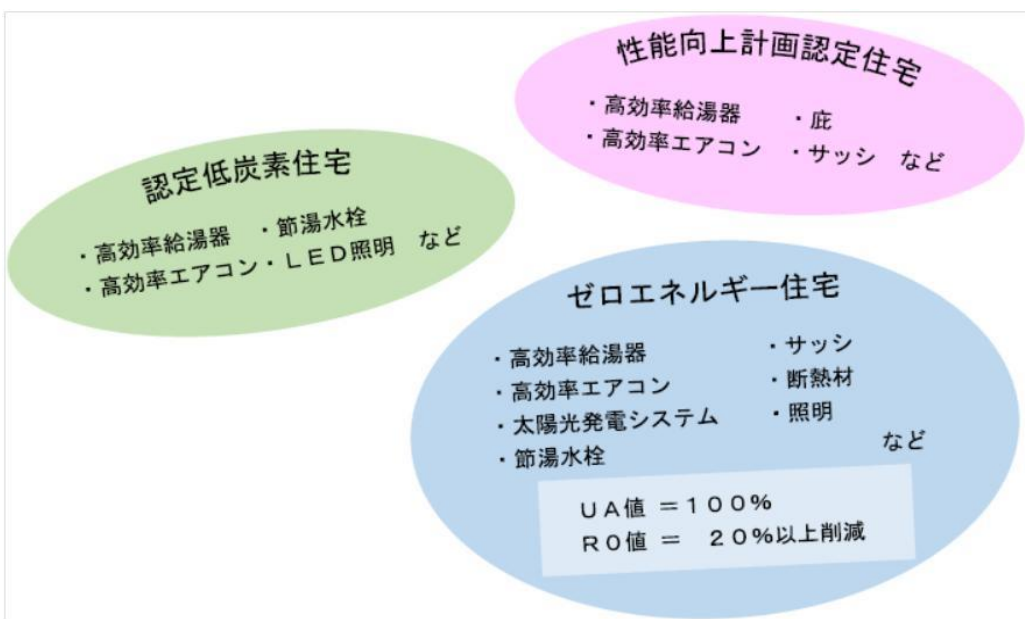 性能向上計画認定住宅
・高効率給湯器　・庇
・高効率エアコン　・サッシ　など
認定低炭素住宅
・高効率給湯器　・節湯水栓
・高効率エアコン・ＬＥＤ照明　など
ゼロエネルギー住宅
・高効率給湯器　・サッシ
・高効率エアコン　・断熱材
・太陽光発電システム　・照明
・節湯水栓　など
ＵＡ値 ＝１００％
Ｒ０値 ＝　２０％以上削減